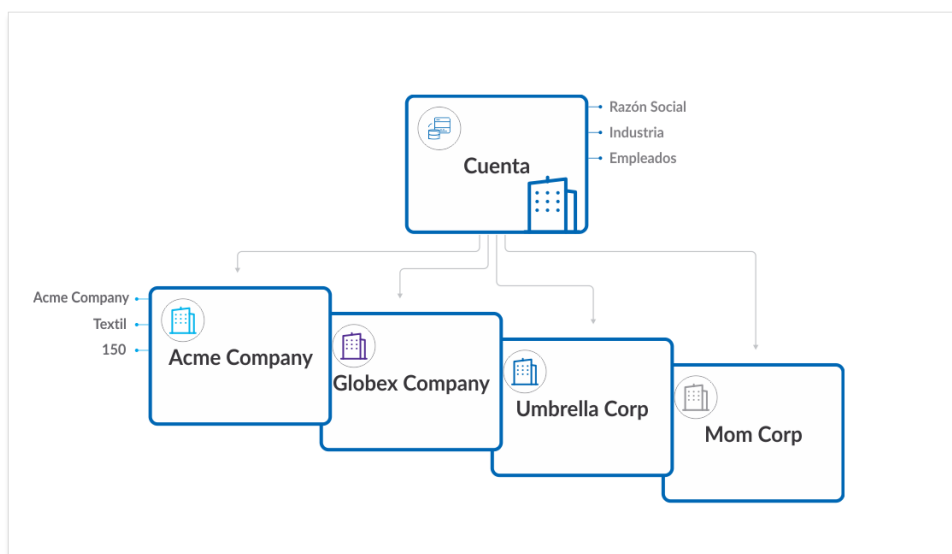 Razón Social
Industria
Empleados
Cuenta
Acme Company
Textil
150
Acme Company
Globex Company
Umbrella Corp
Mom Corp